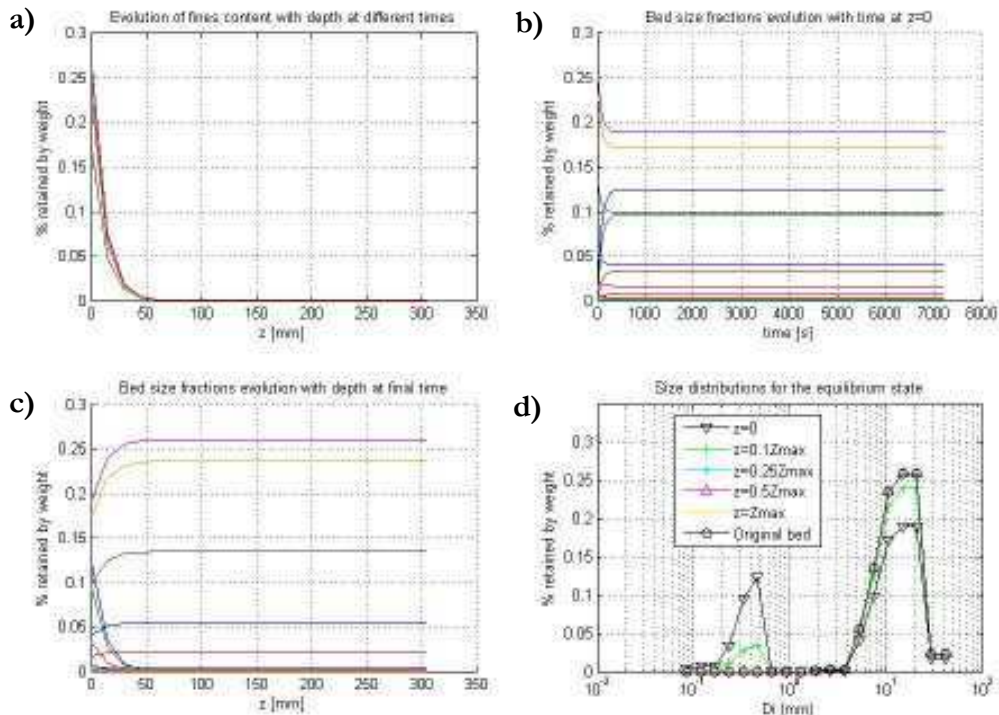 a)
Evolution of fines content with depth at different times
0.3
0.25
0.2
0.15
0.1
0.05
0
% retained by weight
0 50 100 150 200 250 300 350
z [mm]
b)
Bed size fractions evolution with time at z=0
0.3
0.25
0.2
0.15
0.1
0.05
0
% retained by weight
0 1000 2000 3000 4000 5000 6000 7000 8000
time [s]
c)
Bed size fractions evolution with depth at final time
0.3
0.25
0.2
0.15
0.1
0.05
0
% retained by weight
0 50 100 150 200 250 300 350
z [mm]
d)
Size distributions for the equilibrium state
0.3
0.25
0.2
0.15
0.1
0.05
0
% retained by weight
z=0
z=0.1Zmax
z=0.25Zmax
z=0.5Zmax
z=Zmax
Original bed
Di [mm]